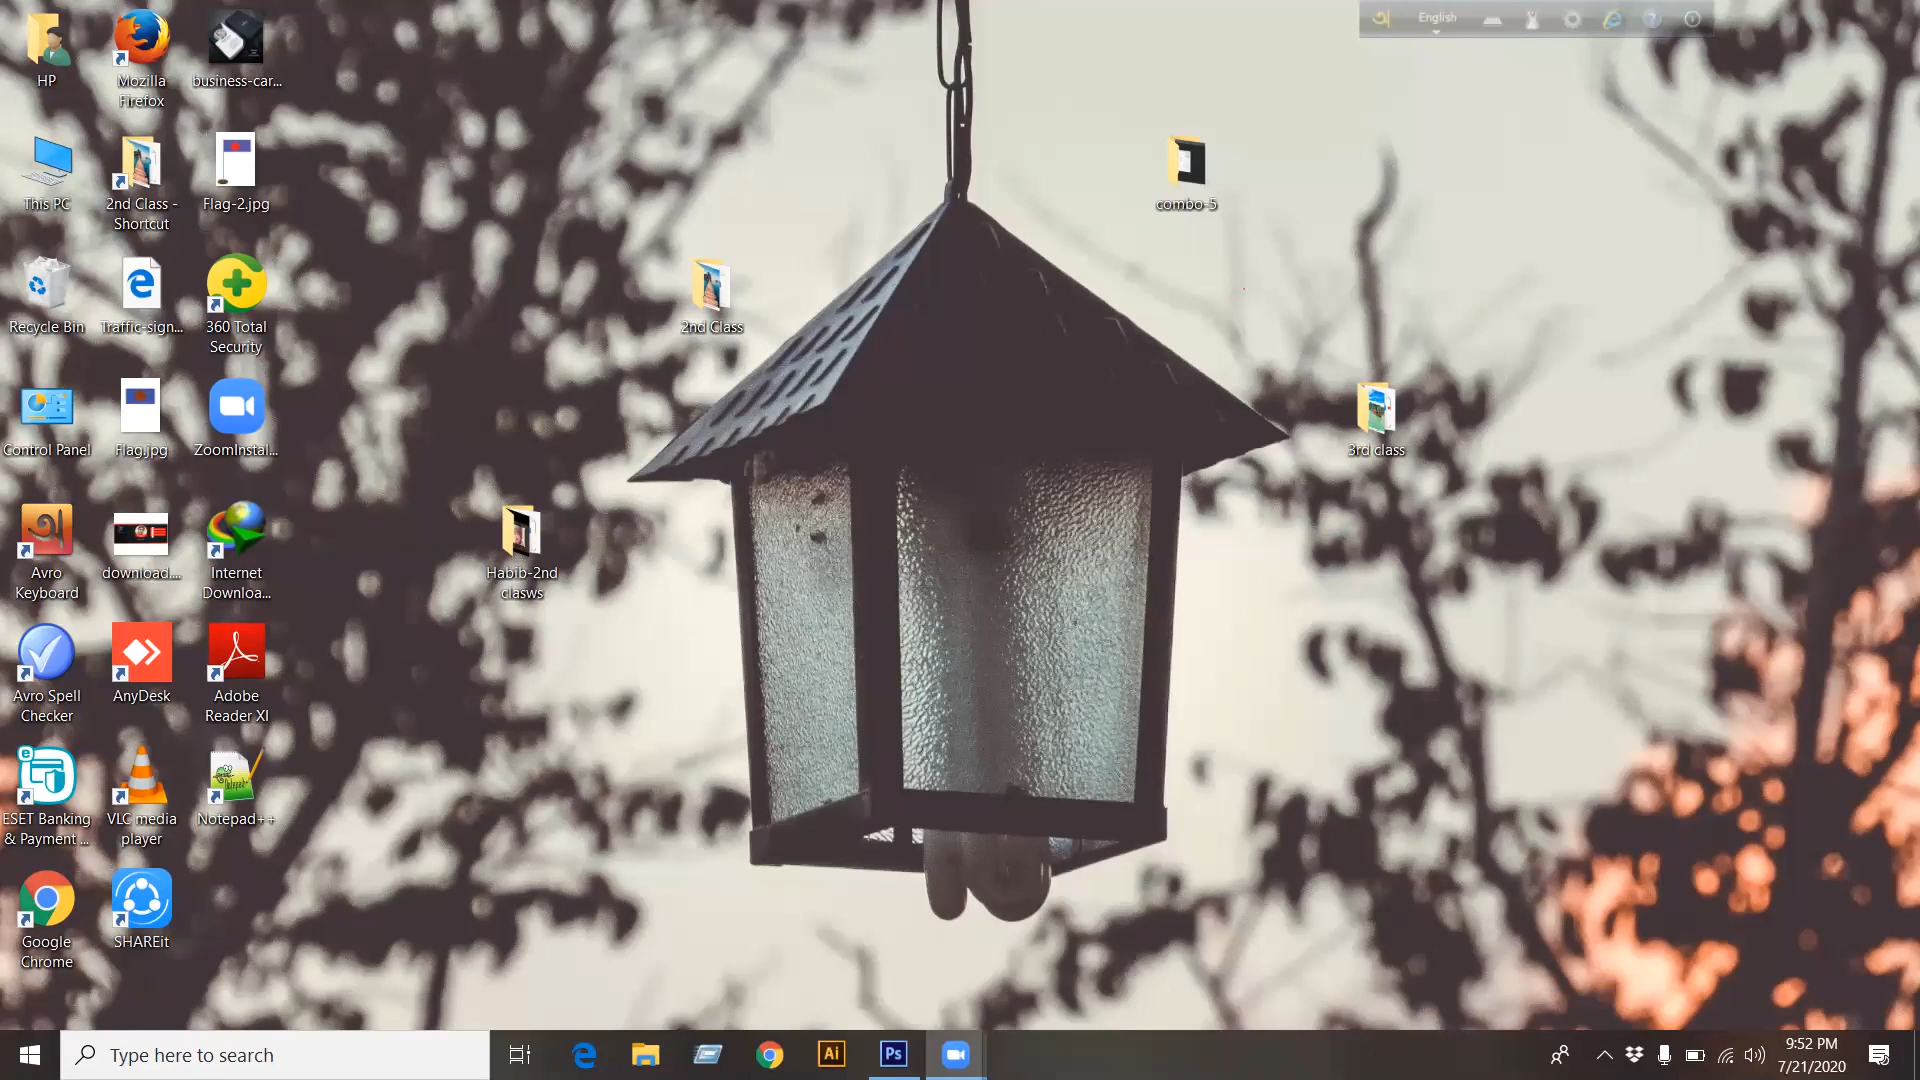 অ English
HP
Mozilla
Firefox
business-car...
This PC
2nd Class -
Shortcut
Flag-2.jpg
combo-5
Recycle Bin
Traffic-sign...
360 Total
Security
2nd Class
Control Panel
Flag.jpg
ZoomInstal...
3rd class
Avro
Keyboard
download....
Internet
Downloa...
Habib-2nd
clasws
Avro Spell
Checker
AnyDesk
Adobe
Reader XI
ESET Banking
& Payment ...
VLC media
player
Notepad++
Google
Chrome
SHAREit
Type here to search
Ai
Ps
9:52 PM
7/21/2020